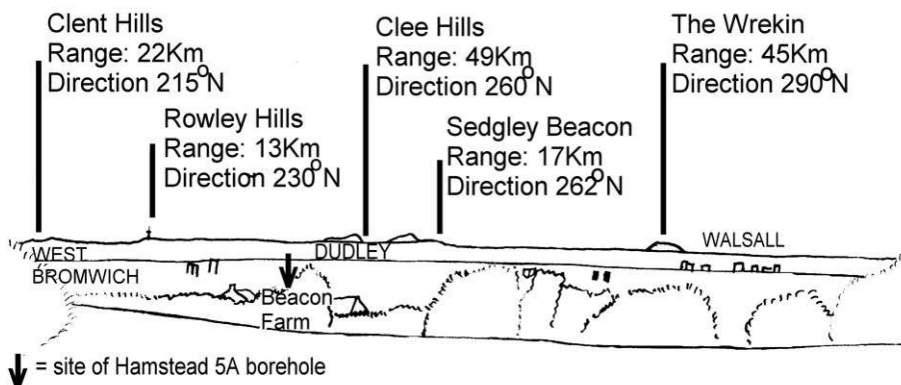 Clent Hills
Range: 22Km
Direction 215°N
Rowley Hills
Range: 13Km
Direction 230°N
Clee Hills
Range: 49Km
Direction 260°N
Sedgley Beacon
Range: 17Km
Direction 262°N
The Wrekin
Range: 45Km
Direction 290°N
WEST
BROMWICH
DUDLEY
WALSALL
Beacon
Farm
= site of Hamstead 5A borehole